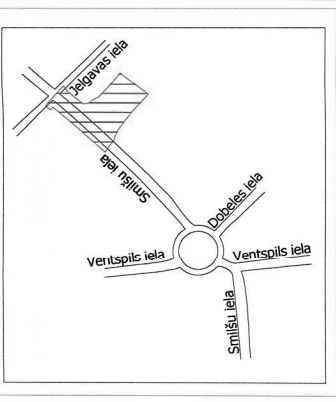 Jelgavas iela
Smilšu iela
Dobeles iela
Ventspils iela
Ventspils iela
Smilšu iela